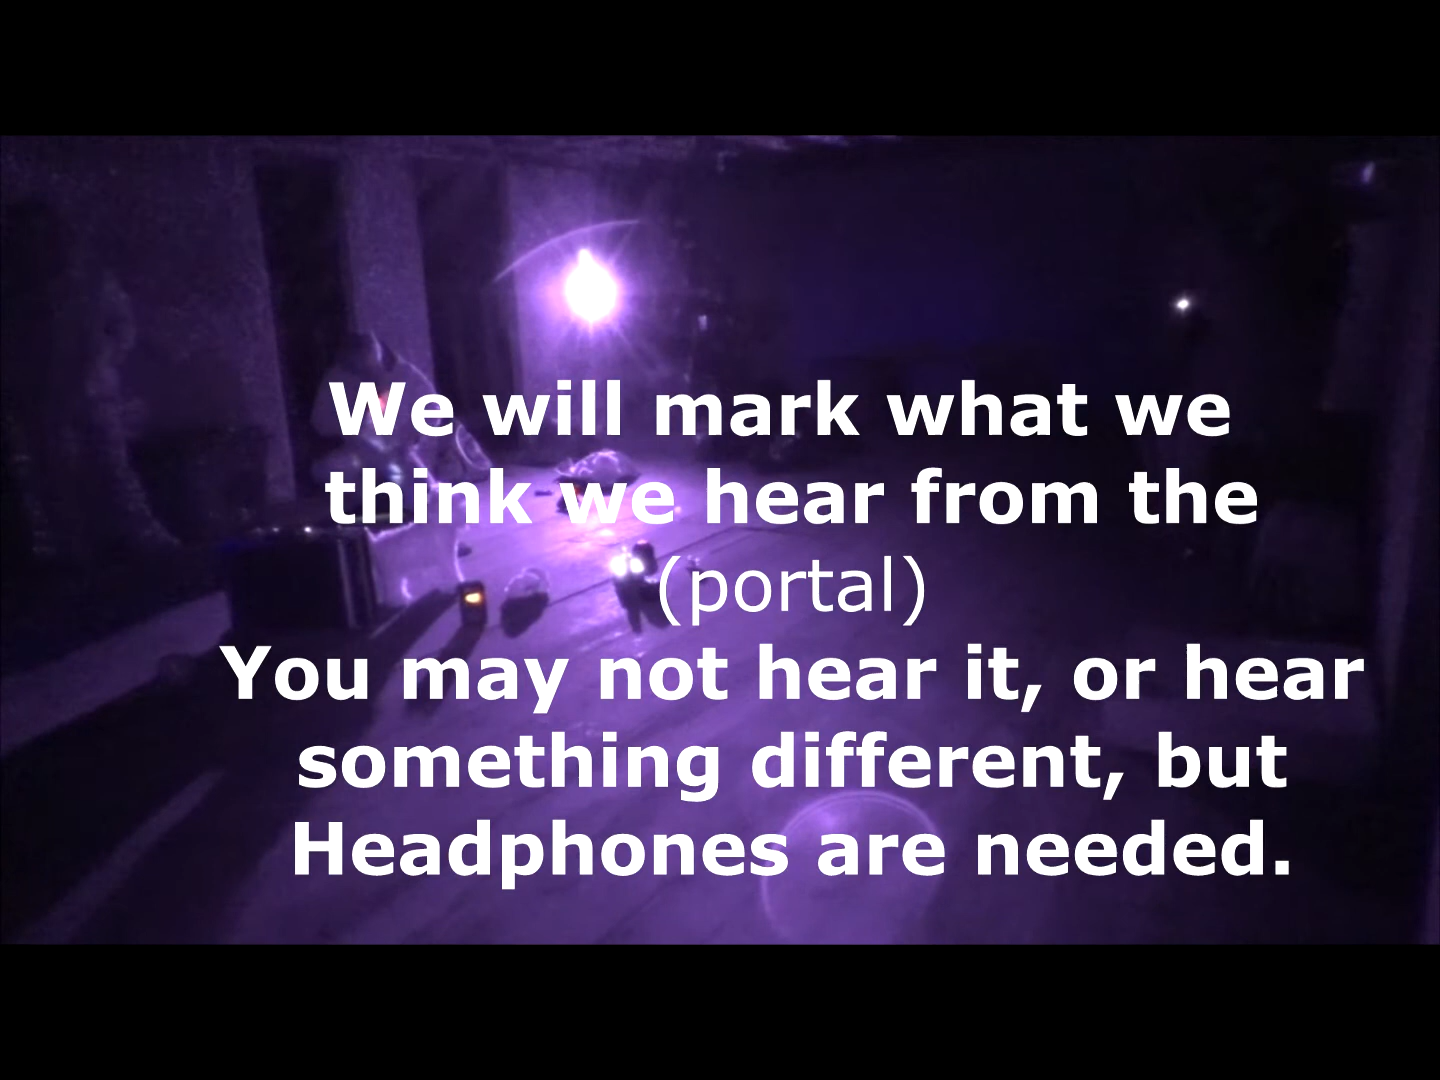 We will mark what we
think we hear from the
(portal)
You may not hear it, or hear
something different, but
Headphones are needed.